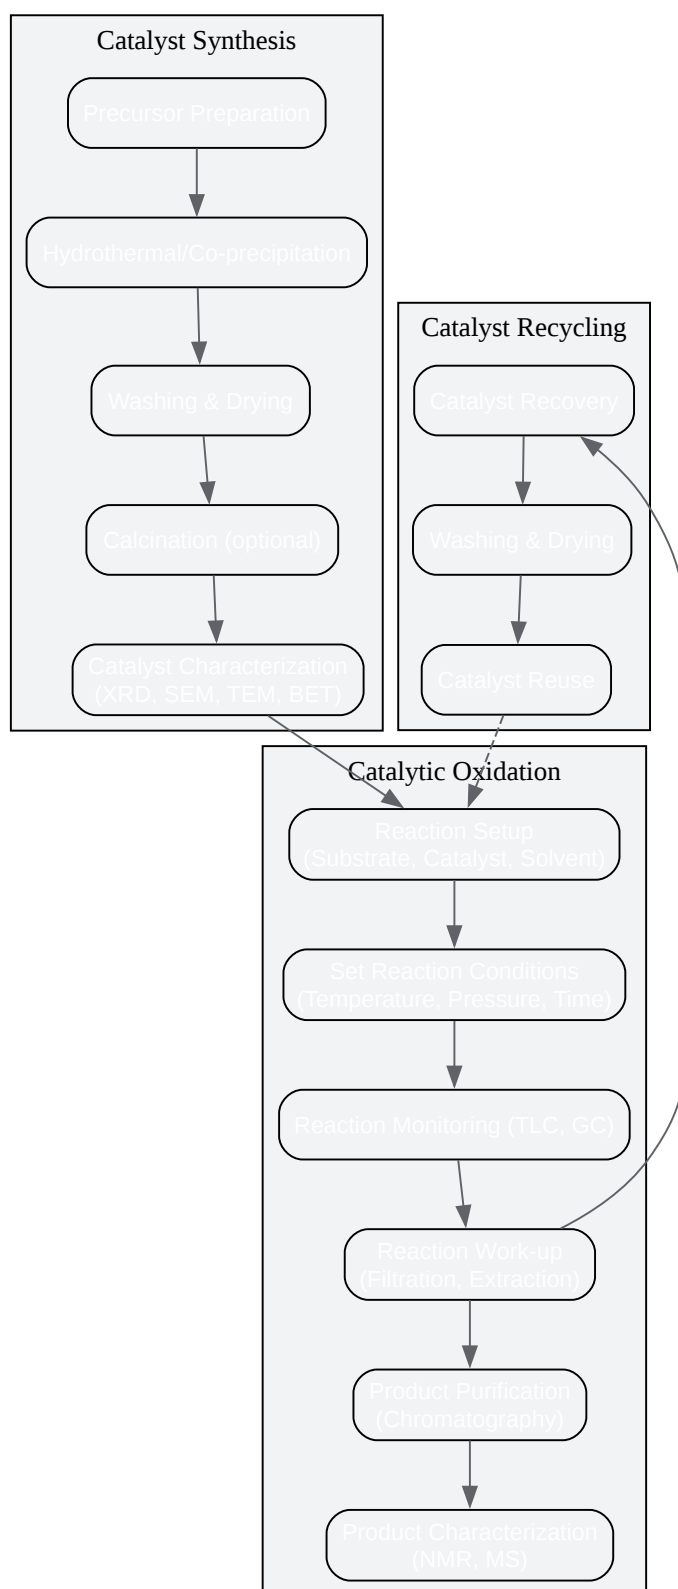 Catalyst Synthesis
Precursor Preparation
Hydrothermal/Co-precipitation
Washing & Drying
Calcination (optional)
Catalyst Characterization
(XRD, SEM, TEM, BET)
Catalyst Recycling
Catalyst Recovery
Washing & Drying
Catalyst Reuse
Catalytic Oxidation
Reaction Setup
(Substrate, Catalyst, Solvent)
Set Reaction Conditions
(Temperature, Pressure, Time)
Reaction Monitoring (TLC, GC)
Reaction Work-up
(Filtration, Extraction)
Product Purification
(Chromatography)
Product Characterization
(NMR, MS)